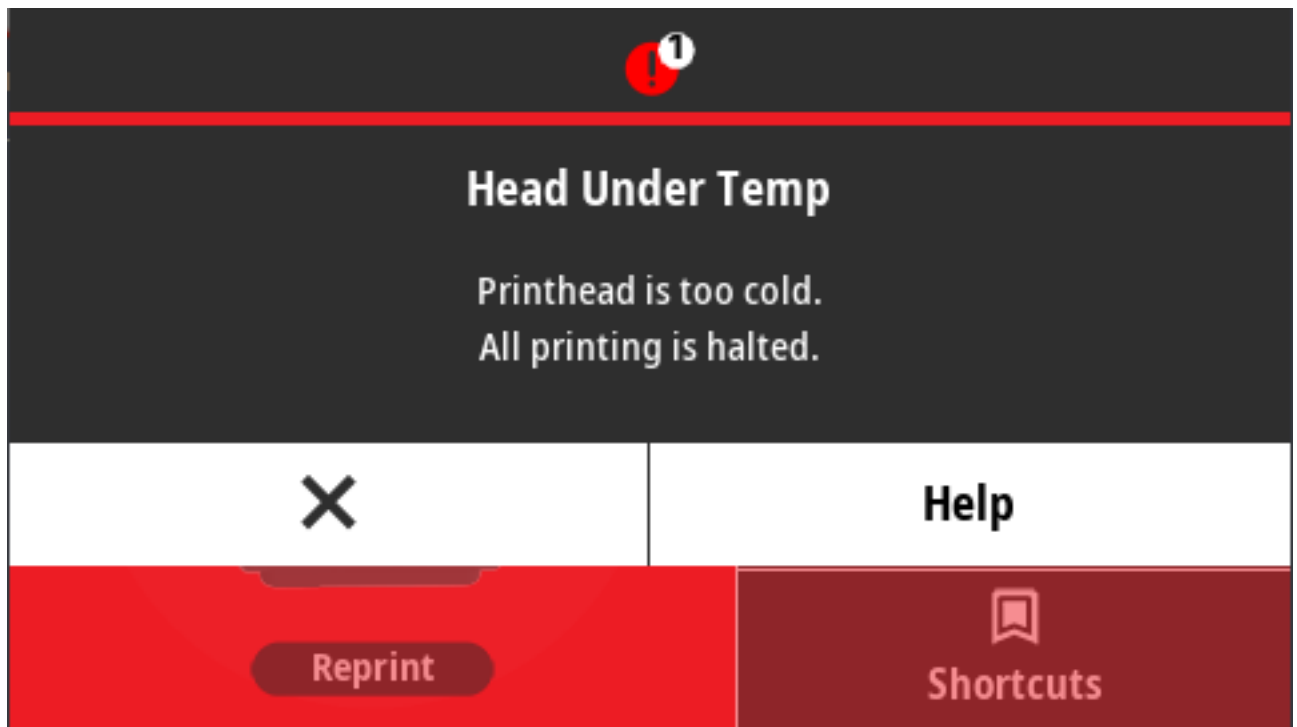 1
Head Under Temp
Printhead is too cold.
All printing is halted.
Help
Reprint
Shortcuts